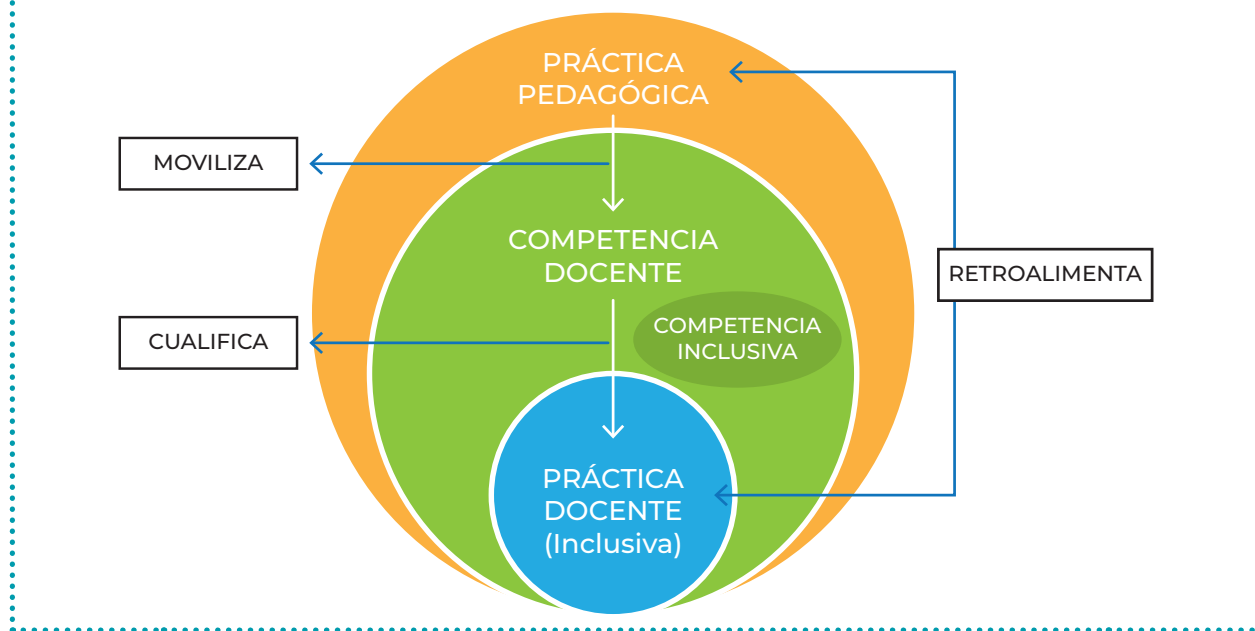 PRÁCTICA
PEDAGÓGICA
MOVILIZA
COMPETENCIA
DOCENTE
RETROALIMENTA
COMPETENCIA
INCLUSIVA
CUALIFICA
PRÁCTICA
DOCENTE
(Inclusiva)